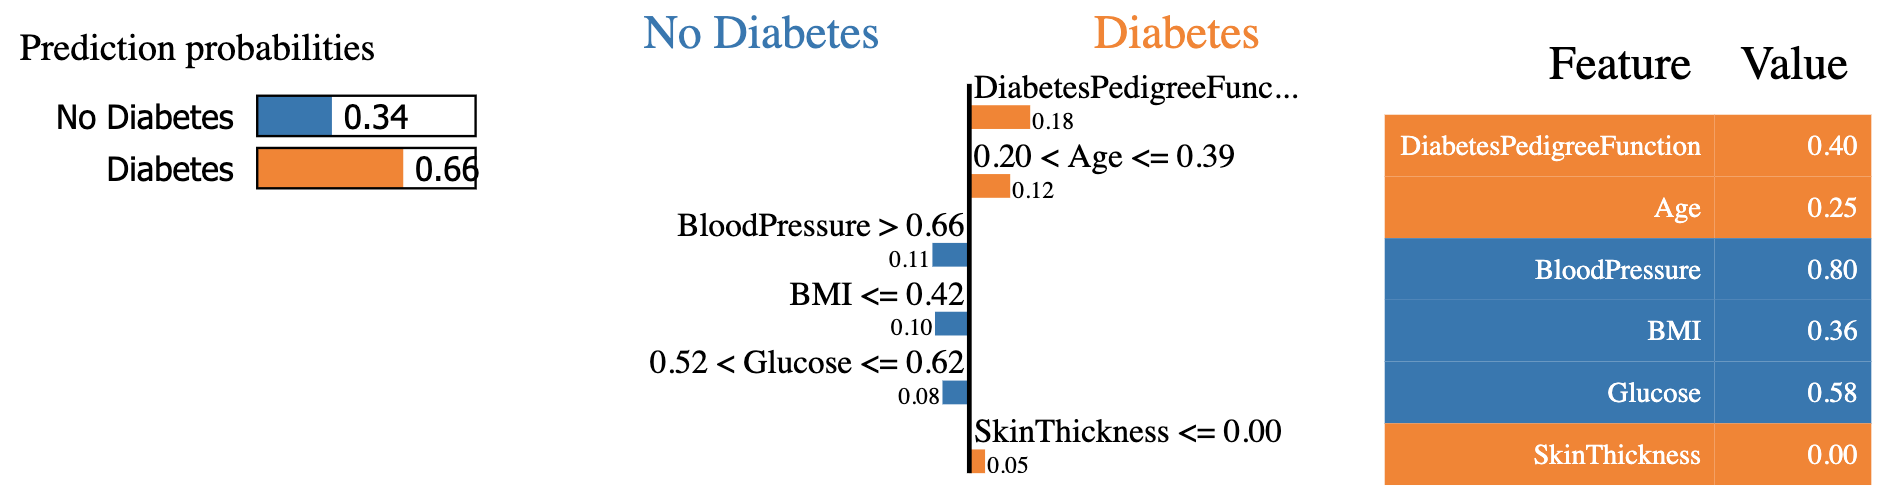 Prediction probabilities
No Diabetes 0.34
Diabetes 0.66
No Diabetes Diabetes
DiabetesPedigreeFunc...
0.18
0.20 < Age <= 0.39
0.12
BloodPressure > 0.66
0.11
BMI <= 0.42
0.10
0.52 < Glucose <= 0.62
0.08
SkinThickness <= 0.00
0.05
Feature Value
DiabetesPedigreeFunction 0.40
Age 0.25
BloodPressure 0.80
BMI 0.36
Glucose 0.58
SkinThickness 0.00